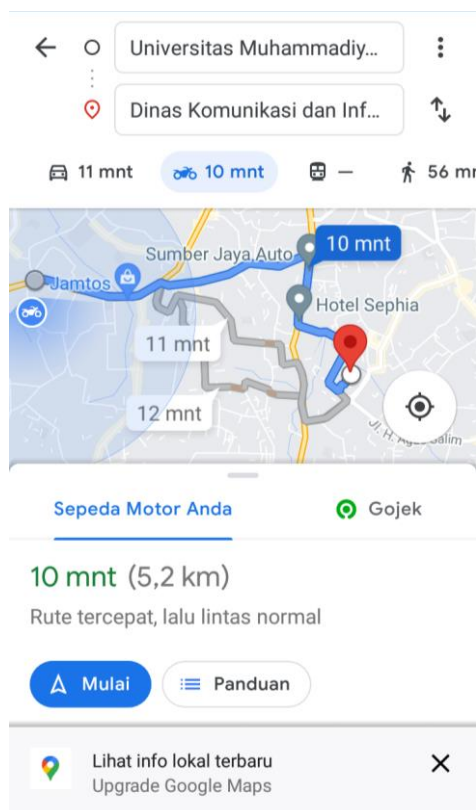 Universitas Muhammadiy...
Dinas Komunikasi dan Inf...
11 mnt
10 mnt
—
56 mn
Sumber Jaya Auto
10 mnt
Jamtos
Hotel Sephia
11 mnt
12 mnt
Jl. H. Agus Salim
Sepeda Motor Anda
Gojek
10 mnt (5,2 km)
Rute tercepat, lalu lintas normal
Mulai
Panduan
Lihat info lokal terbaru
Upgrade Google Maps